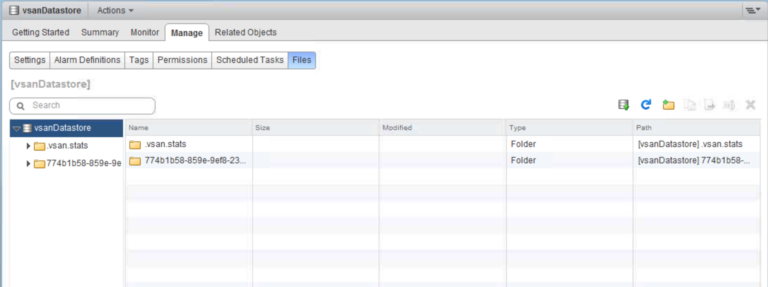 vsanDatastore Actions
Getting Started Summary Monitor Manage Related Objects
Settings Alarm Definitions Tags Permissions Scheduled Tasks Files
[vsanDatastore]
Search
vsanDatastore Name Size Modified Type Path
.vsan.stats .vsan.stats Folder [vsanDatastore] .vsan.stats
774b1b58-859e-9e 774b1b58-859e-9ef8-23... Folder [vsanDatastore] 774b1b58-...